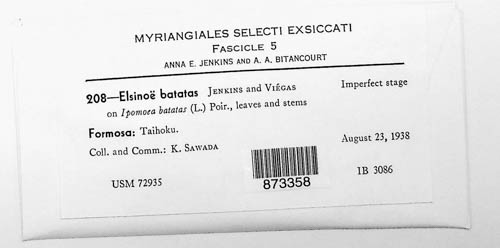 MYRIANGIALES SELECTI EXSICCATI
FASCICLE 5
ANNA E. JENKINS AND A. A. BITANCOURT
208—Elsinoë batatas JENKINS and VIÉGAS Imperfect stage
on Ipomoea batatas (L.) Poir., leaves and stems
Formosa: Taihoku.
Coll. and Comm.: K. SAWADA August 23, 1938
USM 72935 873358 IB 3086